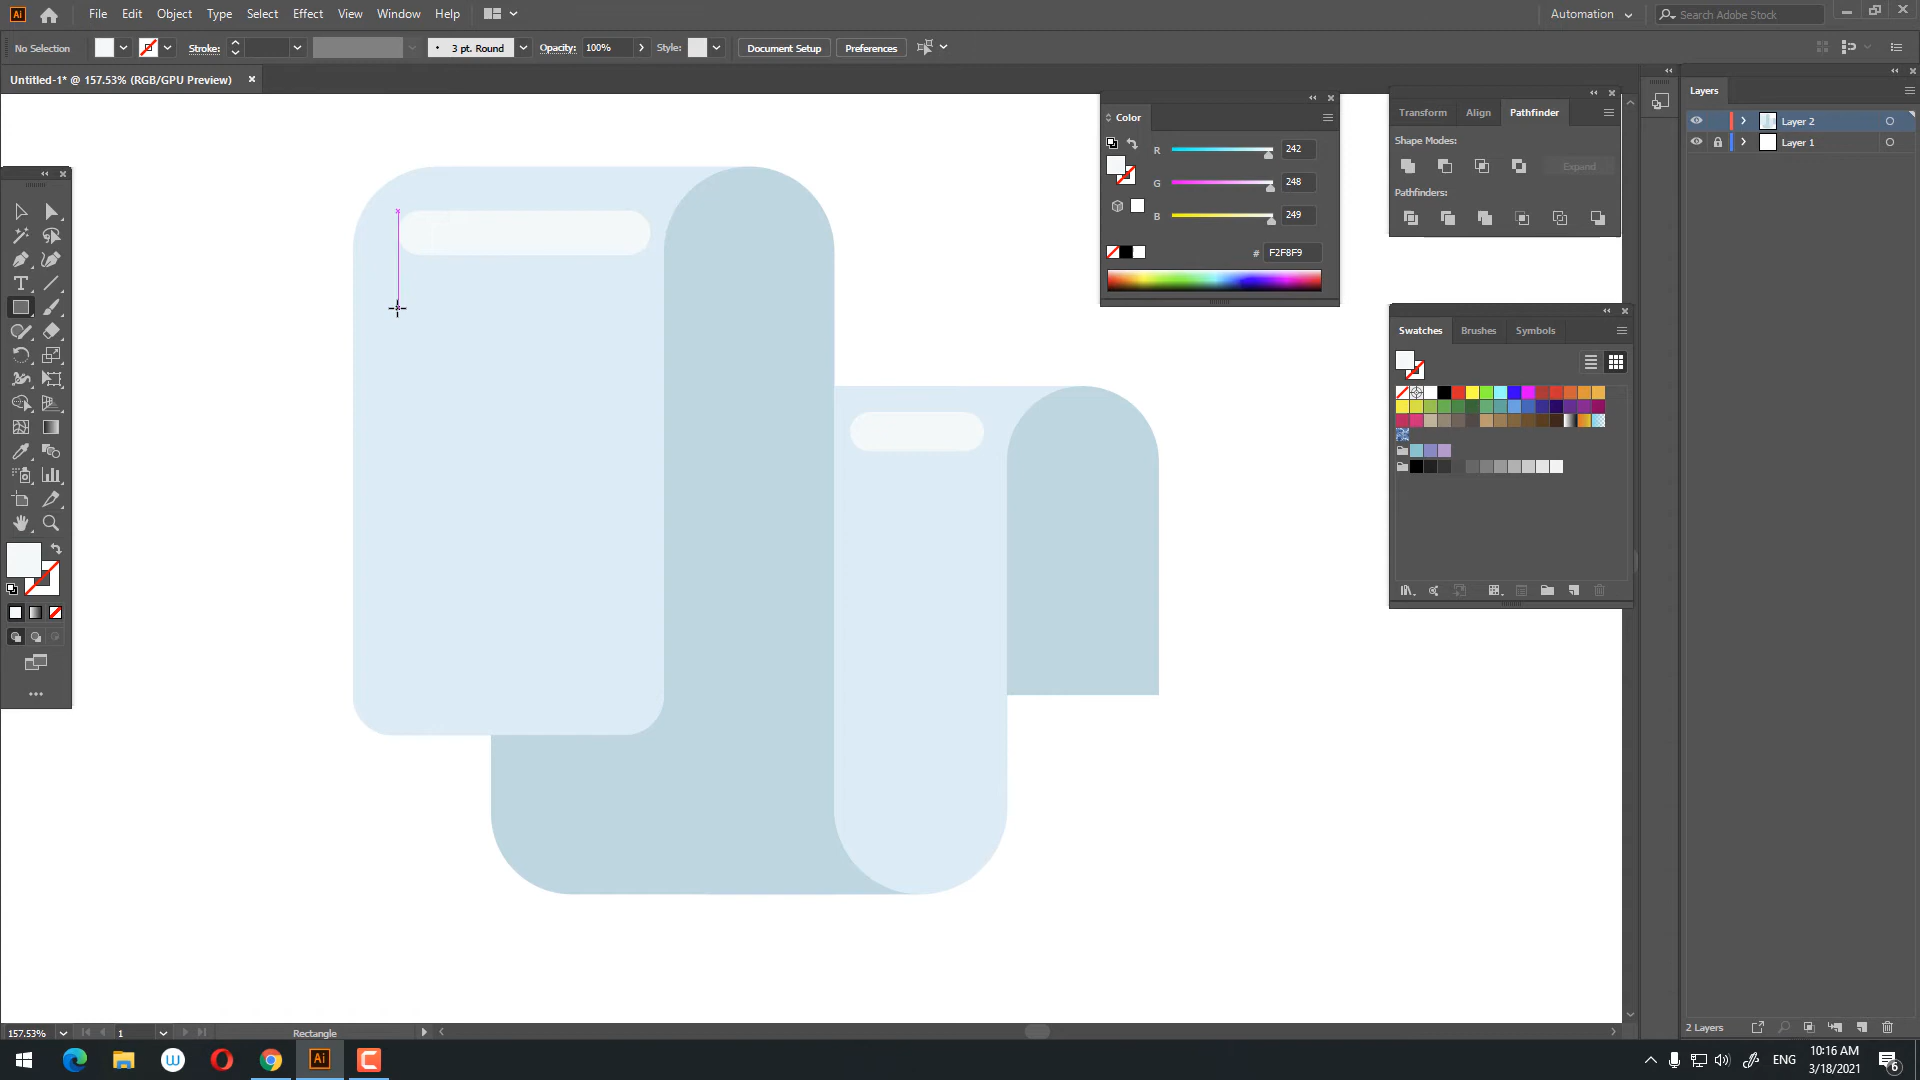 Ai File Edit Object Type Select Effect View Window Help Automation Search Adobe Stock
No Selection Stroke: 3 pt. Round Opacity: 100% Style: Document Setup Preferences
Untitled-1* @ 157.53% (RGB/GPU Preview)
Color
R 242
G 248
B 249
# F2F8F9
Transform Align Pathfinder
Shape Modes:
Expand
Pathfinders:
Swatches Brushes Symbols
Layers
Layer 2
Layer 1
2 Layers
T
157.53% 1 Rectangle
Ai C ENG
10:16 AM
3/18/2021
6